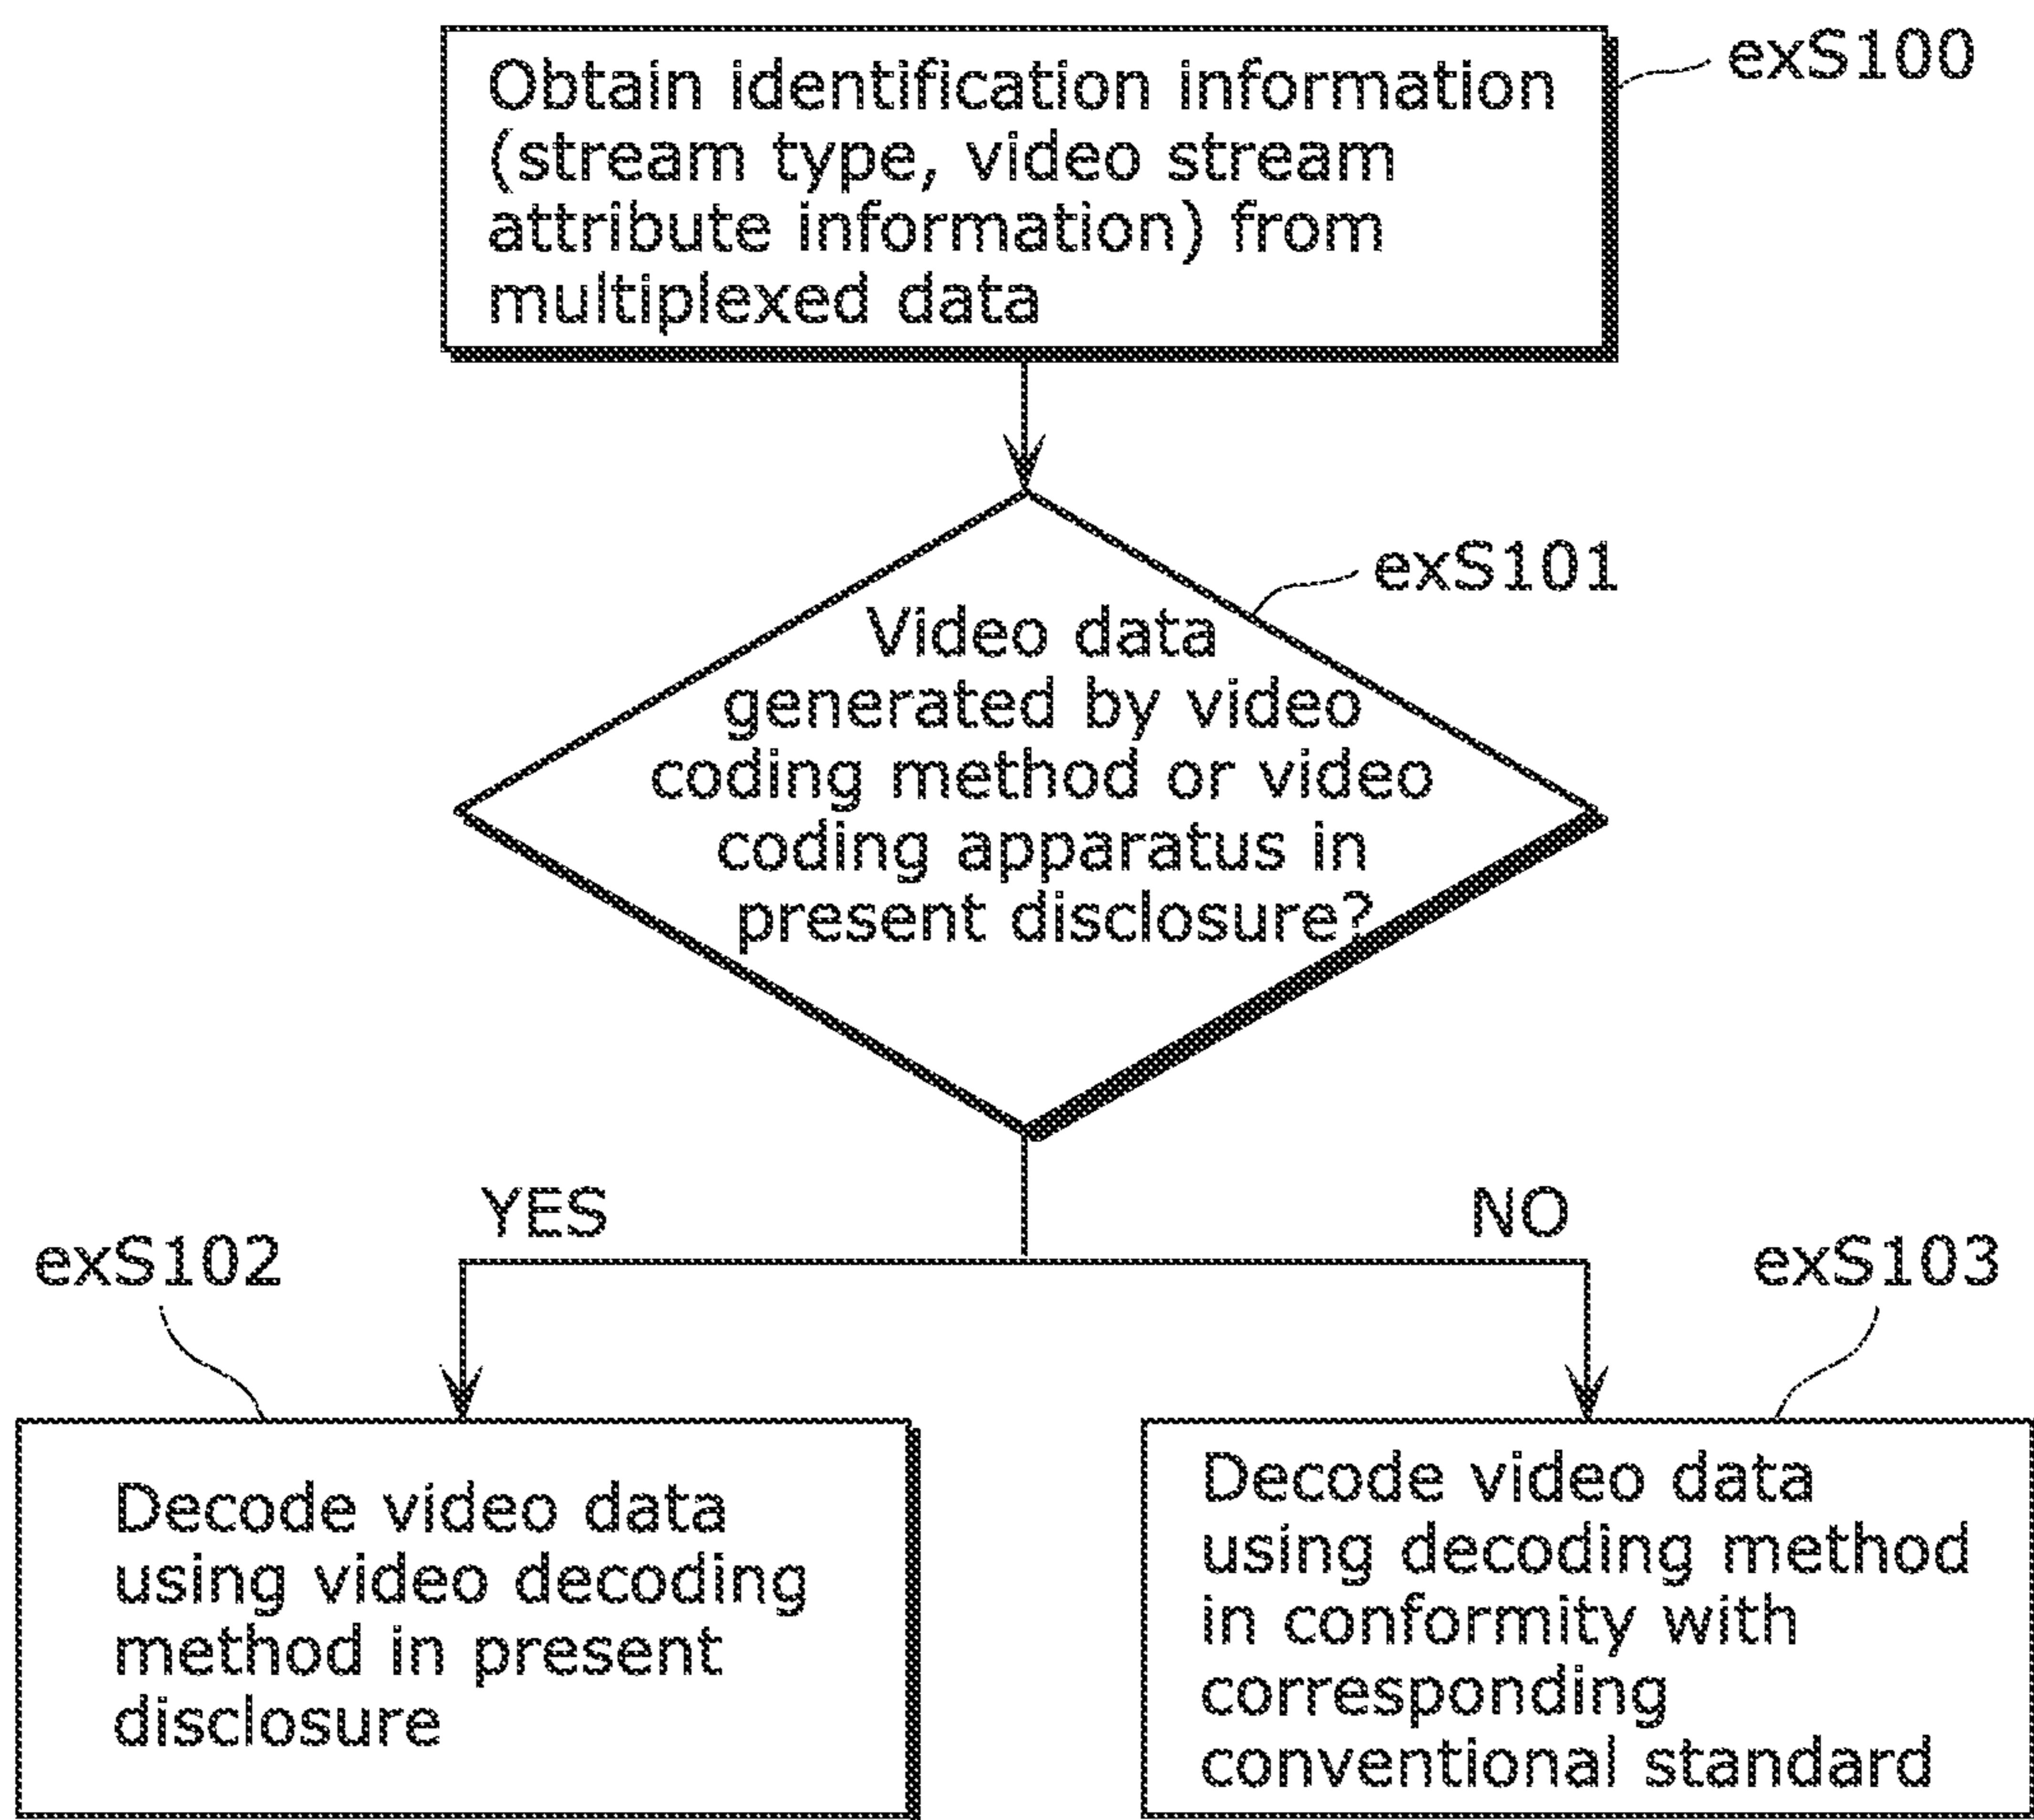 exS100
Obtain identification information
(stream type, video stream
attribute information) from
multiplexed data
exS101
Video data
generated by video
coding method or video
coding apparatus in
present disclosure?
YES
NO
exS102
exS103
Decode video data
using video decoding
method in present
disclosure
Decode video data
using decoding method
in conformity with
corresponding
conventional standard